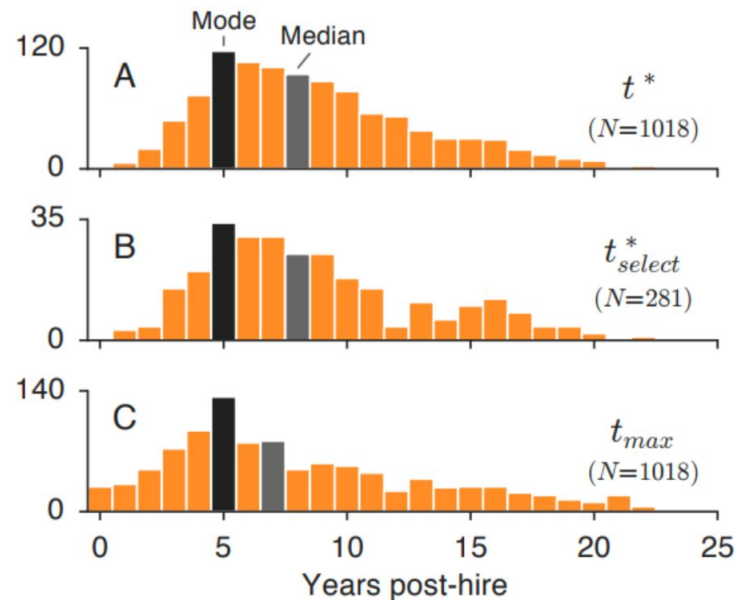 Mode
Median
120
A
t*
(N=1018)
0
35
B
t*select
(N=281)
0
140
C
tmax
(N=1018)
0
0 5 10 15 20 25
Years post-hire